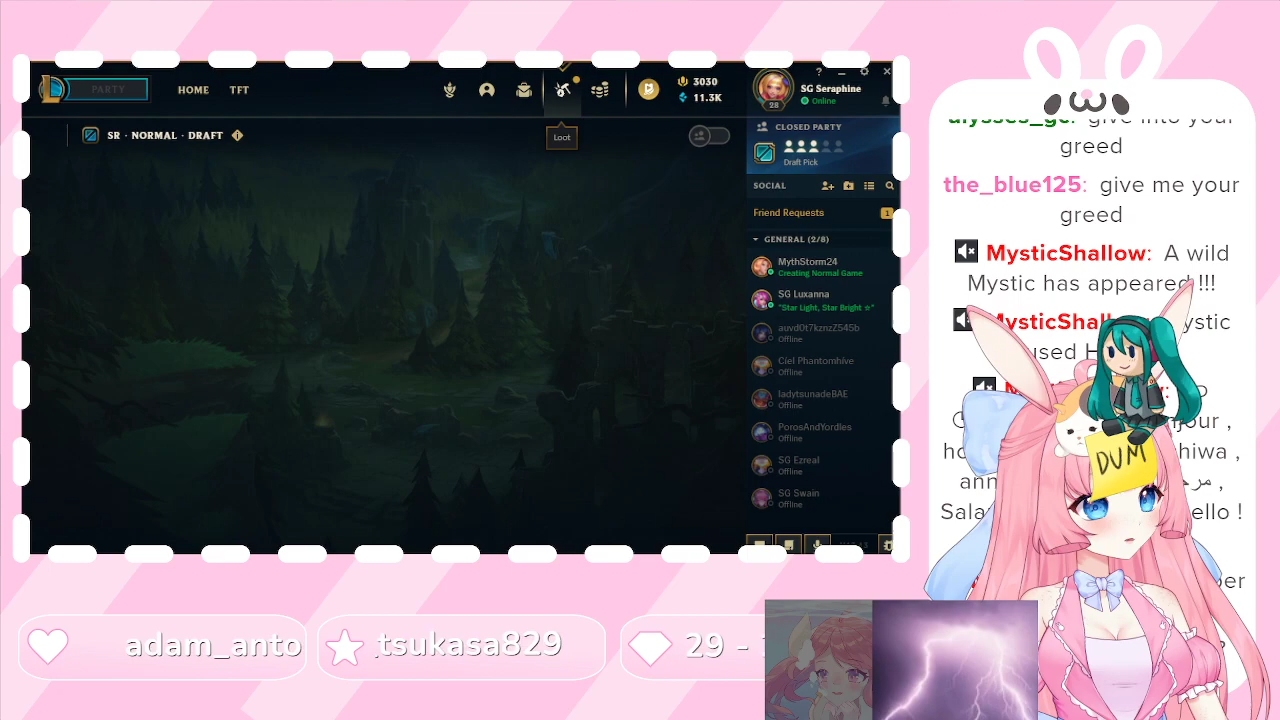 PARTY
HOME
TFT
3030
11.3K
28
SG Seraphine
Online
SR · NORMAL · DRAFT
Loot
CLOSED PARTY
Draft Pick
SOCIAL
Friend Requests
1
GENERAL (2/8)
MythStorm24
Creating Normal Game
SG Luxanna
"Star Light, Star Bright ☆"
auvd0t7kznzZ545b
Offline
Ciel Phantomhive
Offline
ladytsunadeBAE
Offline
PorosAndYordles
Offline
SG Ezreal
Offline
SG Swain
Offline
give into your
greed
the_blue125: give me your
greed
MysticShallow: A wild
Mystic has appeared !!!
used
ello !
DUM
adam_anto
tsukasa829
29 -